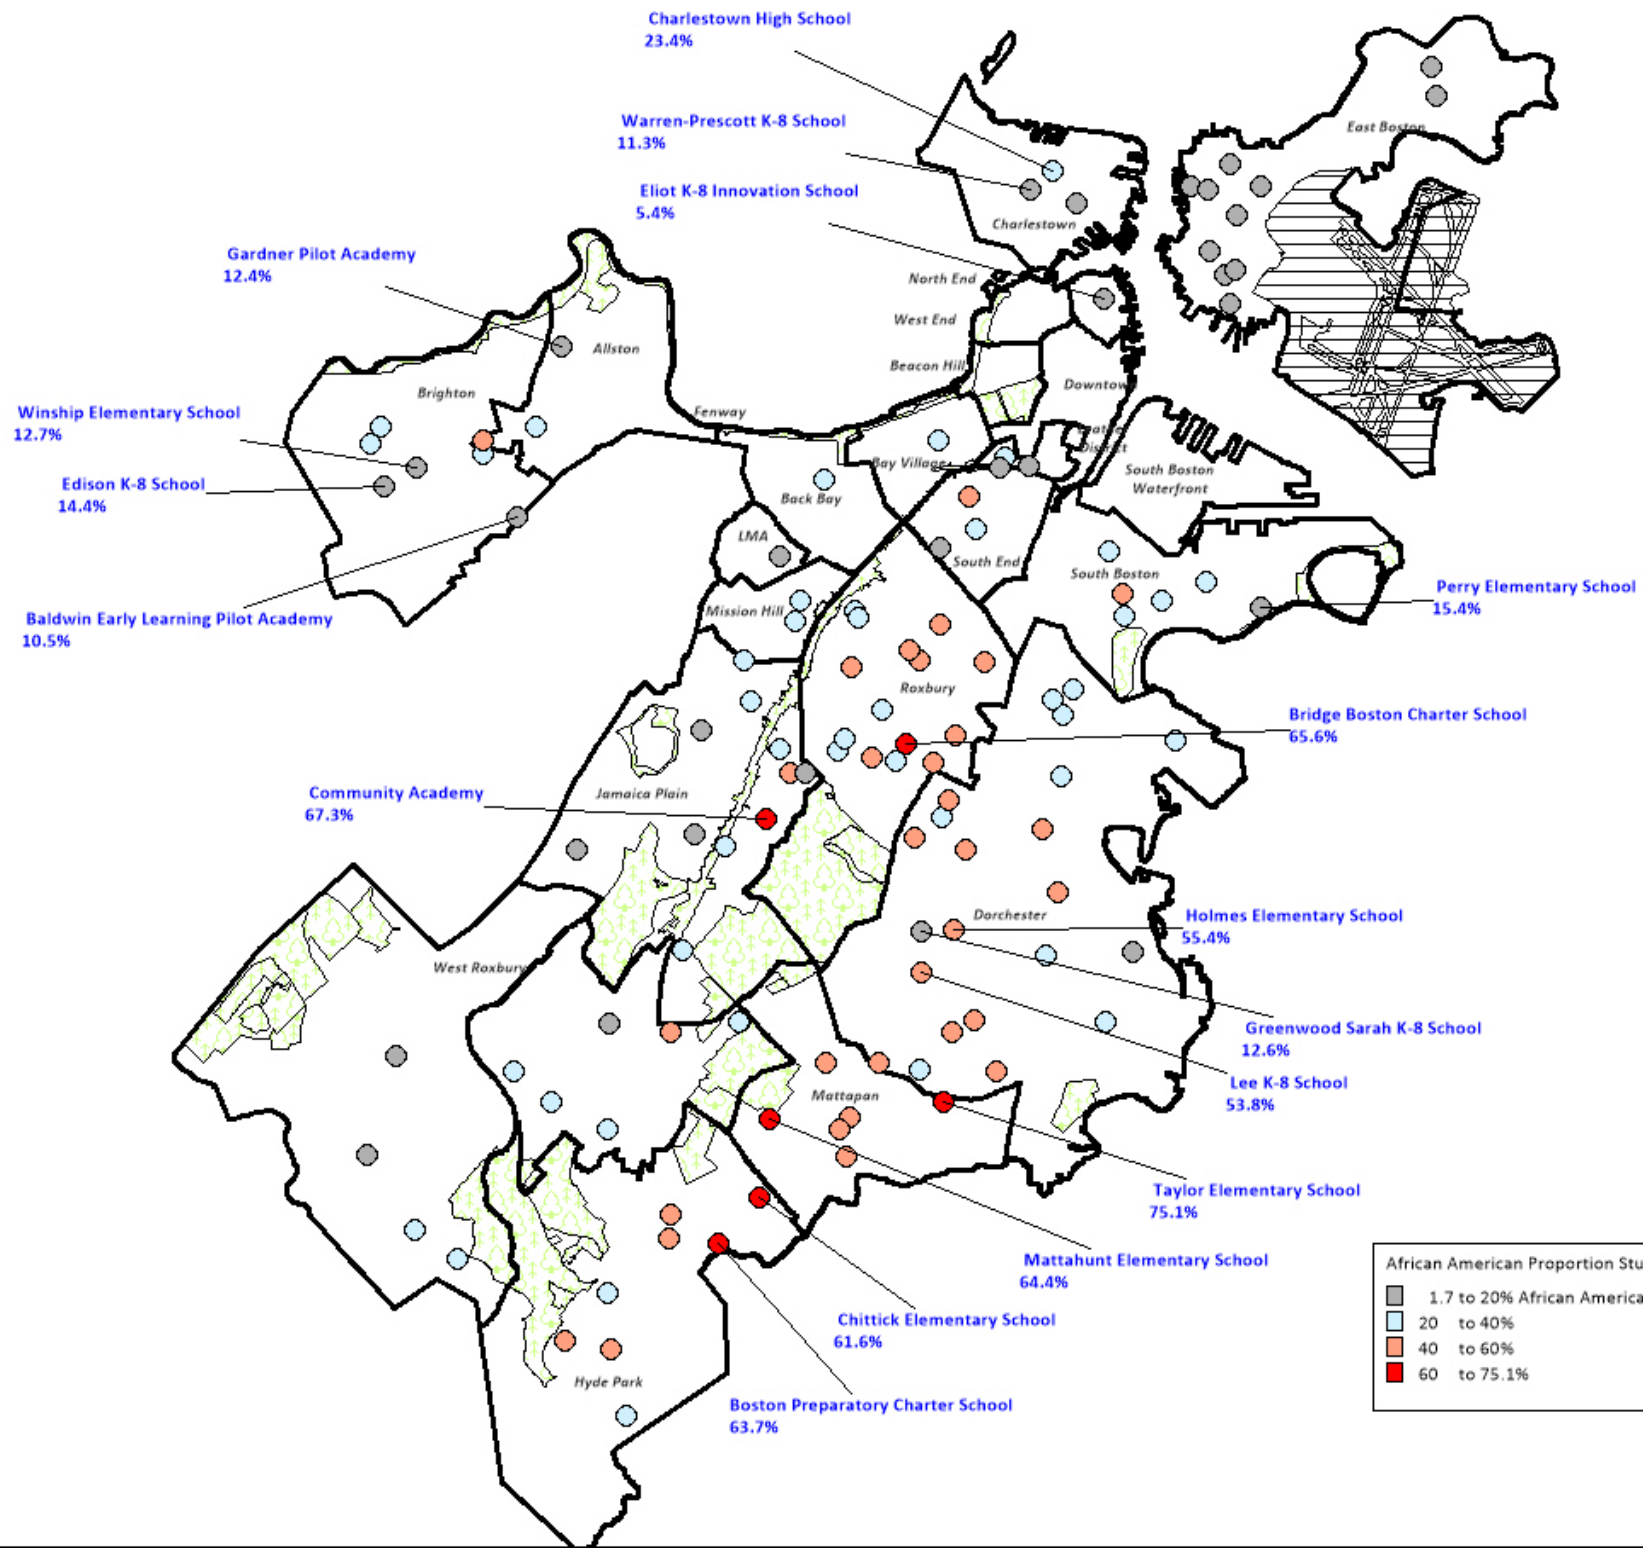 Charlestown High School
23.4%
Warren-Prescott K-8 School
11.3%
East Boston
Eliot K-8 Innovation School
5.4%
Charlestown
Gardner Pilot Academy
12.4%
North End
West End
Allston
Beacon Hill
Downtown
Brighton
Winship Elementary School
12.7%
Fenway
District
Bay Village
South Boston
Waterfront
Edison K-8 School
14.4%
Back Bay
LMA
South End
South Boston
Perry Elementary School
15.4%
Mission Hill
Baldwin Early Learning Pilot Academy
10.5%
Roxbury
Bridge Boston Charter School
65.6%
Community Academy
67.3%
Jamaica Plain
Dorchester
Holmes Elementary School
55.4%
West Roxbury
Greenwood Sarah K-8 School
12.6%
Lee K-8 School
53.8%
Mattapan
Taylor Elementary School
75.1%
Mattahunt Elementary School
64.4%
Chittick Elementary School
61.6%
Hyde Park
Boston Preparatory Charter School
63.7%
African American Proportion Stu
1.7 to 20% African America
20 to 40%
40 to 60%
60 to 75.1%